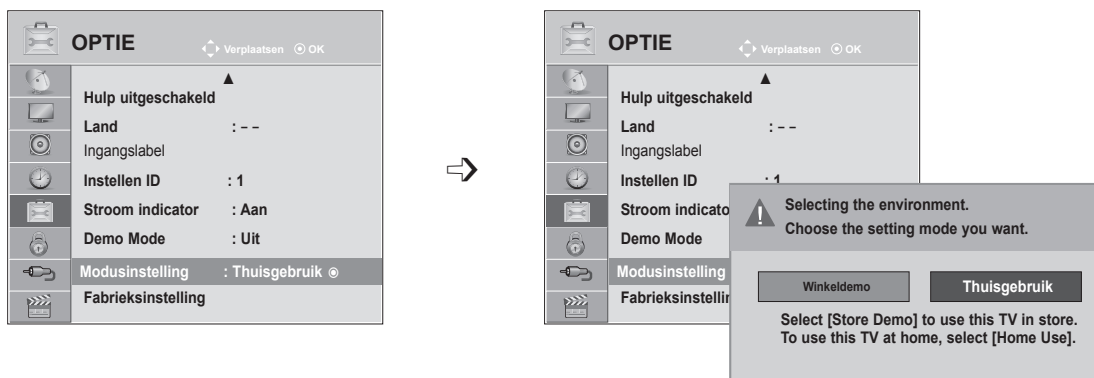 OPTIE
Verplaatsen OK
▲
Hulp uitgeschakeld
Land : – –
Ingangslabel
Instellen ID : 1
Stroom indicator : Aan
Demo Mode : Uit
Modusinstelling : Thuisgebruik
Fabrieksinstelling
OPTIE
Verplaatsen OK
▲
Hulp uitgeschakeld
Land : – –
Ingangslabel
Instellen ID : 1
Stroom indicato
Demo Mode
Modusinstelling
Fabrieksinstellin
Selecting the environment.
Choose the setting mode you want.
Winkeldemo Thuisgebruik
Select [Store Demo] to use this TV in store.
To use this TV at home, select [Home Use].